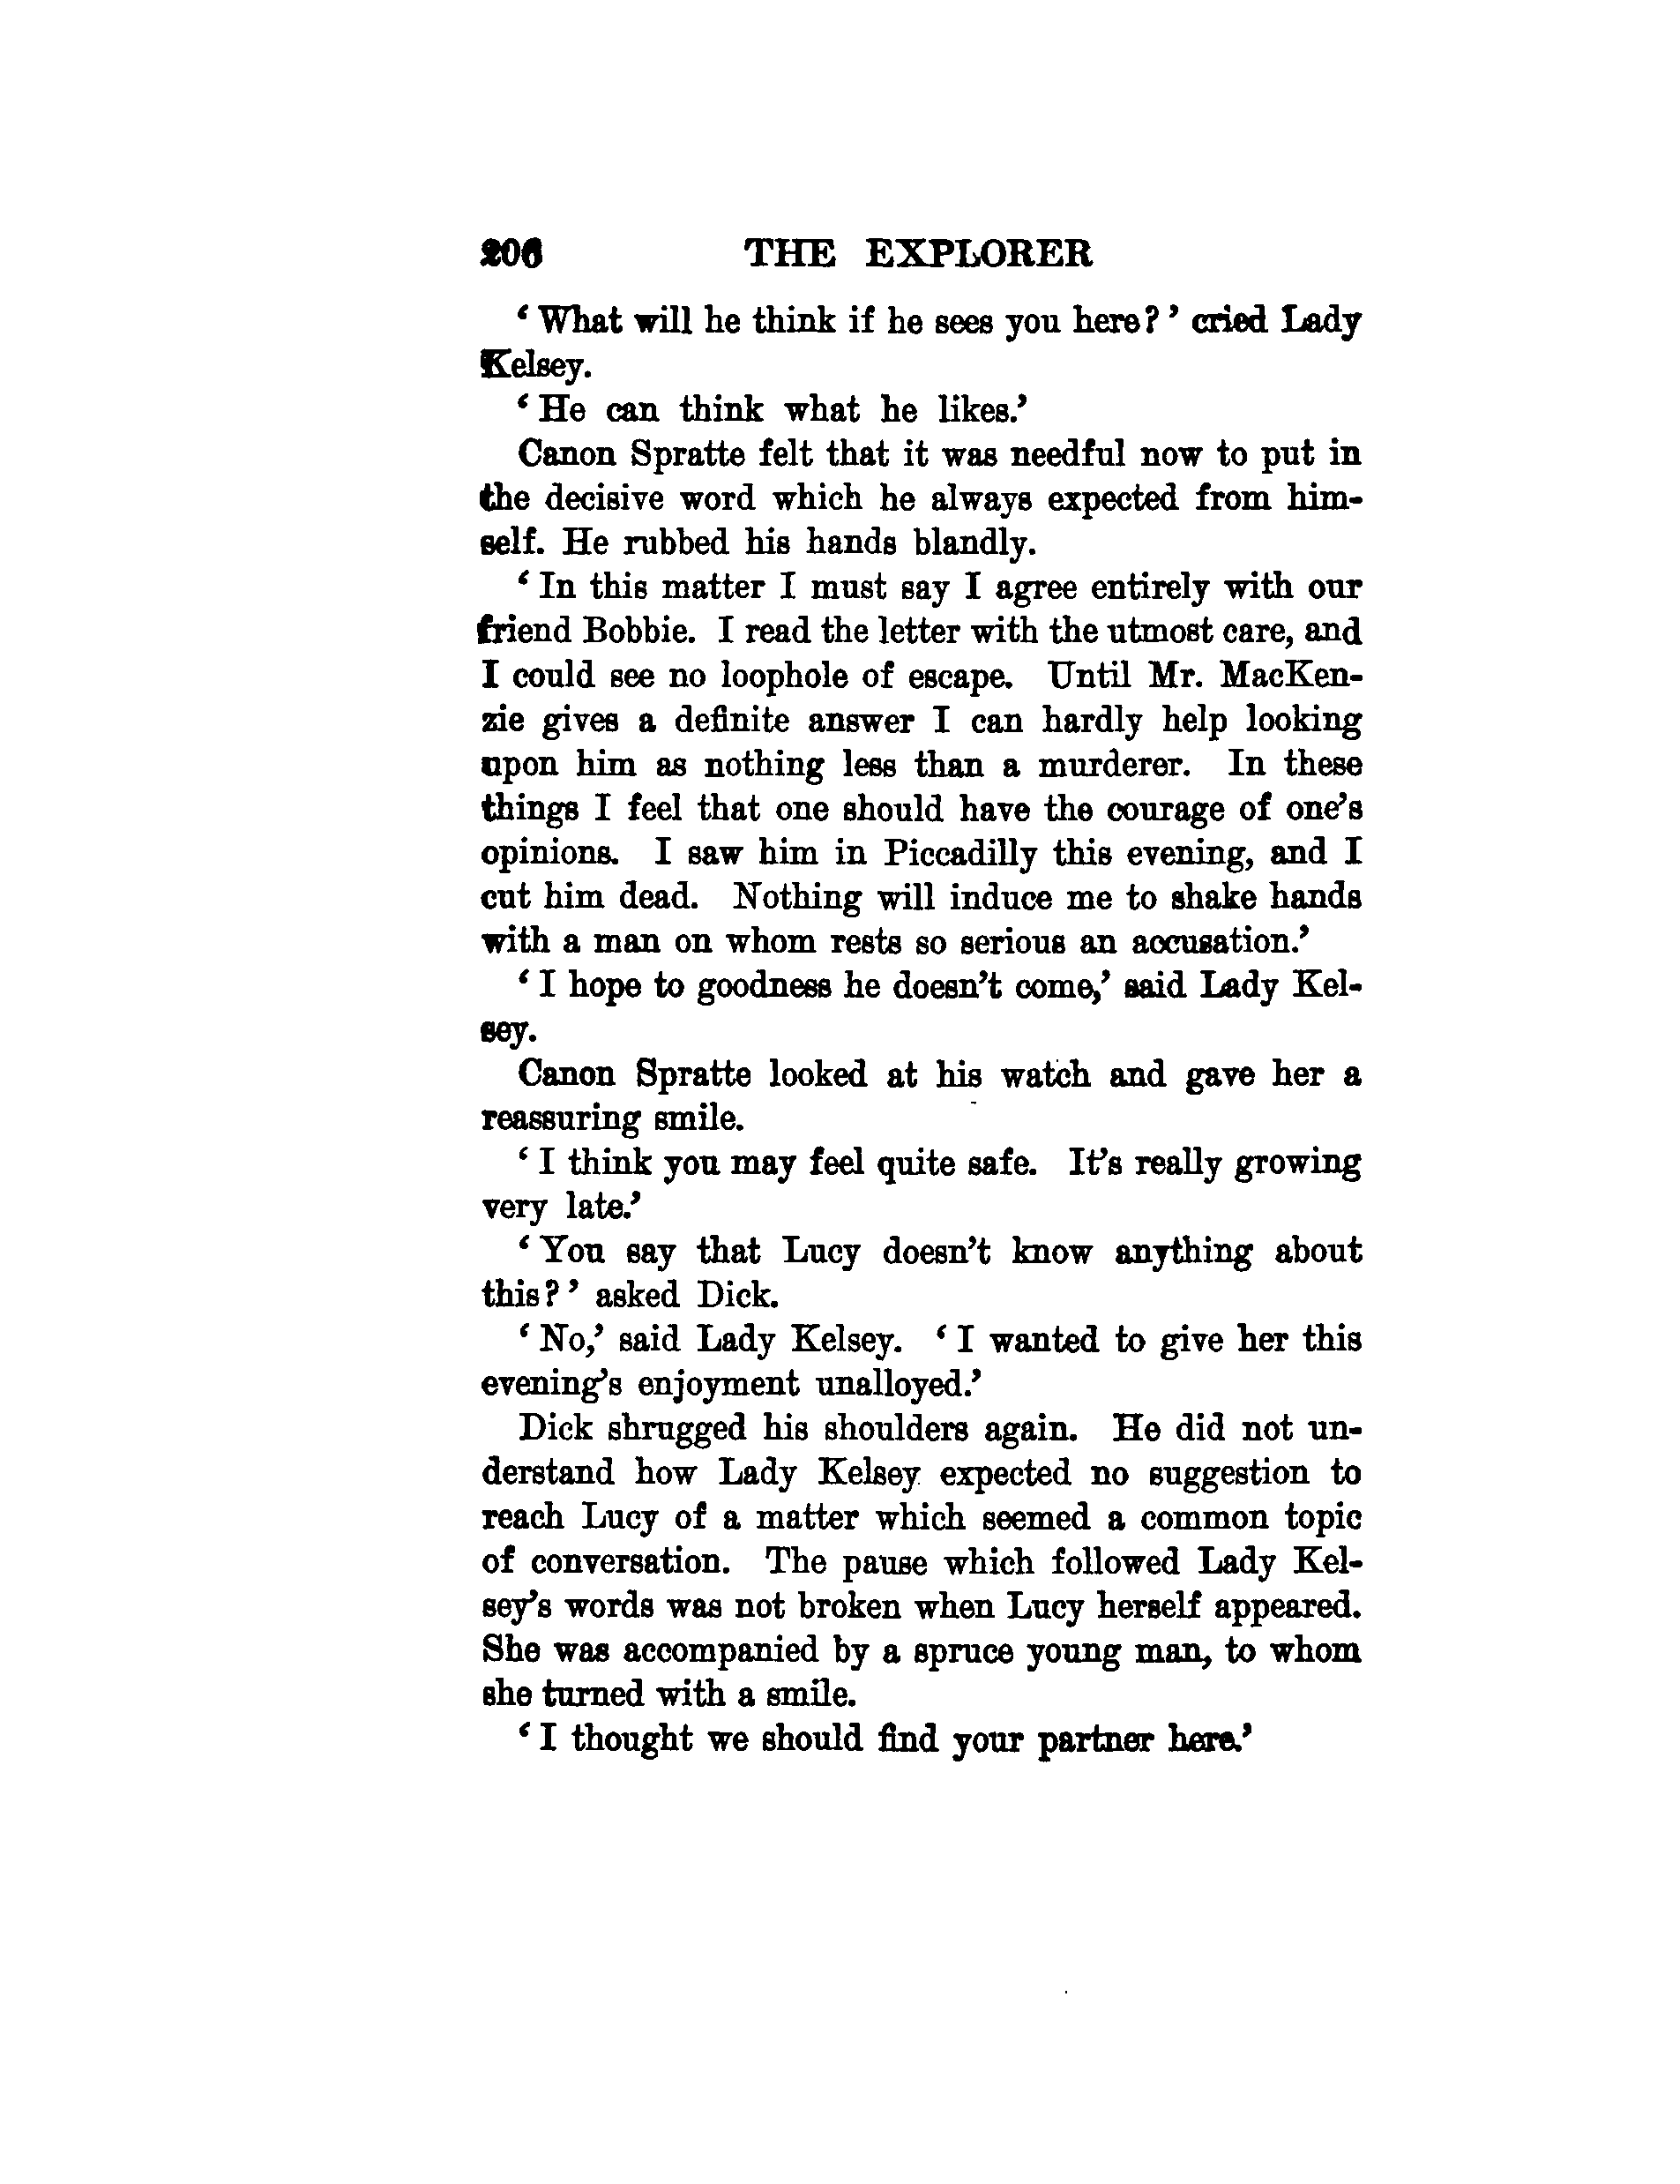 206 THE EXPLORER
‘What will he think if he sees you here?’ cried Lady
Kelsey.
‘He can think what he likes.’
Canon Spratte felt that it was needful now to put in
the decisive word which he always expected from him-
self. He rubbed his hands blandly.
‘In this matter I must say I agree entirely with our
friend Bobbie. I read the letter with the utmost care, and
I could see no loophole of escape. Until Mr. MacKen-
zie gives a definite answer I can hardly help looking
upon him as nothing less than a murderer. In these
things I feel that one should have the courage of one’s
opinions. I saw him in Piccadilly this evening, and I
cut him dead. Nothing will induce me to shake hands
with a man on whom rests so serious an accusation.’
‘I hope to goodness he doesn’t come,’ said Lady Kel-
sey.
Canon Spratte looked at his watch and gave her a
reassuring smile.
‘I think you may feel quite safe. It’s really growing
very late.’
‘You say that Lucy doesn’t know anything about
this?’ asked Dick.
‘No,’ said Lady Kelsey. ‘I wanted to give her this
evening’s enjoyment unalloyed.’
Dick shrugged his shoulders again. He did not un-
derstand how Lady Kelsey expected no suggestion to
reach Lucy of a matter which seemed a common topic
of conversation. The pause which followed Lady Kel-
sey’s words was not broken when Lucy herself appeared.
She was accompanied by a spruce young man, to whom
she turned with a smile.
‘I thought we should find your partner here.’